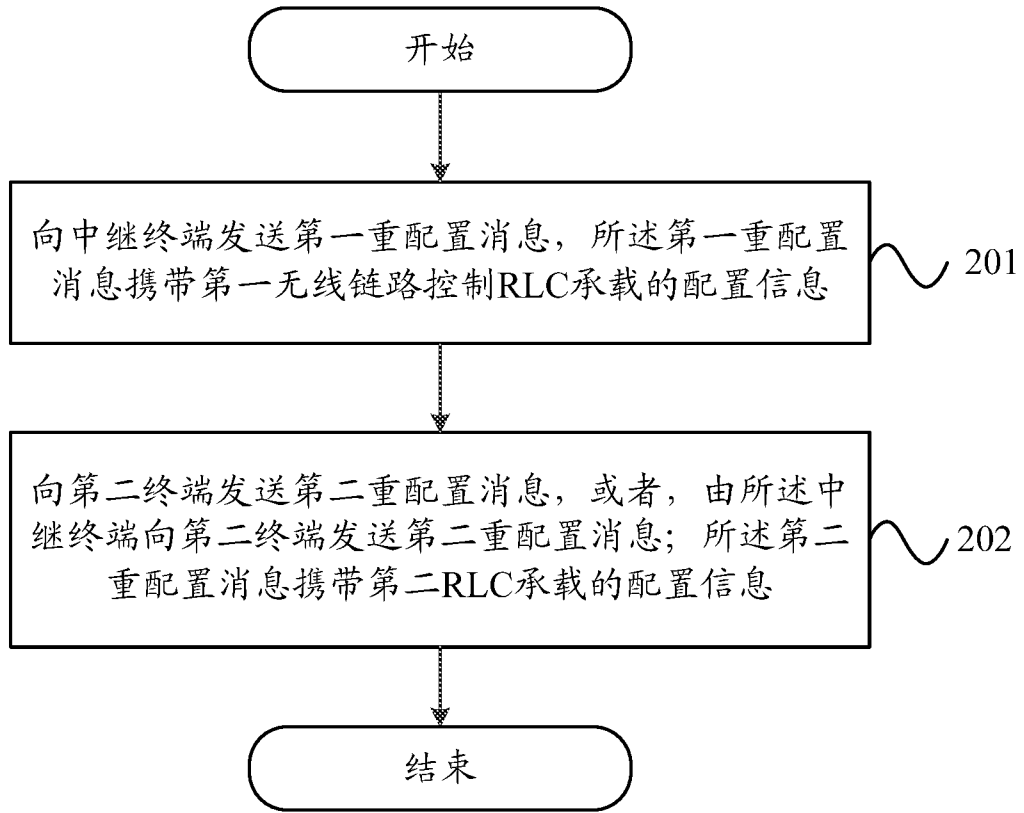 开始
向中继终端发送第一重配置消息，所述第一重配置
消息携带第一无线链路控制RLC承载的配置信息
201
向第二终端发送第二重配置消息，或者，由所述中
继终端向第二终端发送第二重配置消息；所述第二
重配置消息携带第二RLC承载的配置信息
202
结束